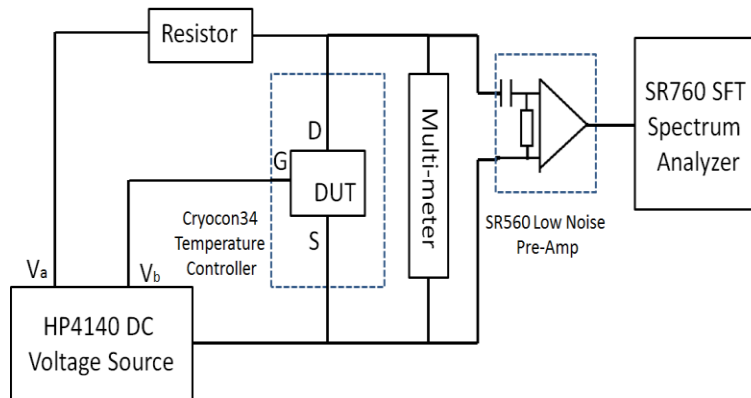 Resistor
SR760 SFT
Spectrum
Analyzer
D
G
DUT
S
Multi-meter
Cryocon34
Temperature
Controller
SR560 Low Noise
Pre-Amp
Va
Vb
HP4140 DC
Voltage Source